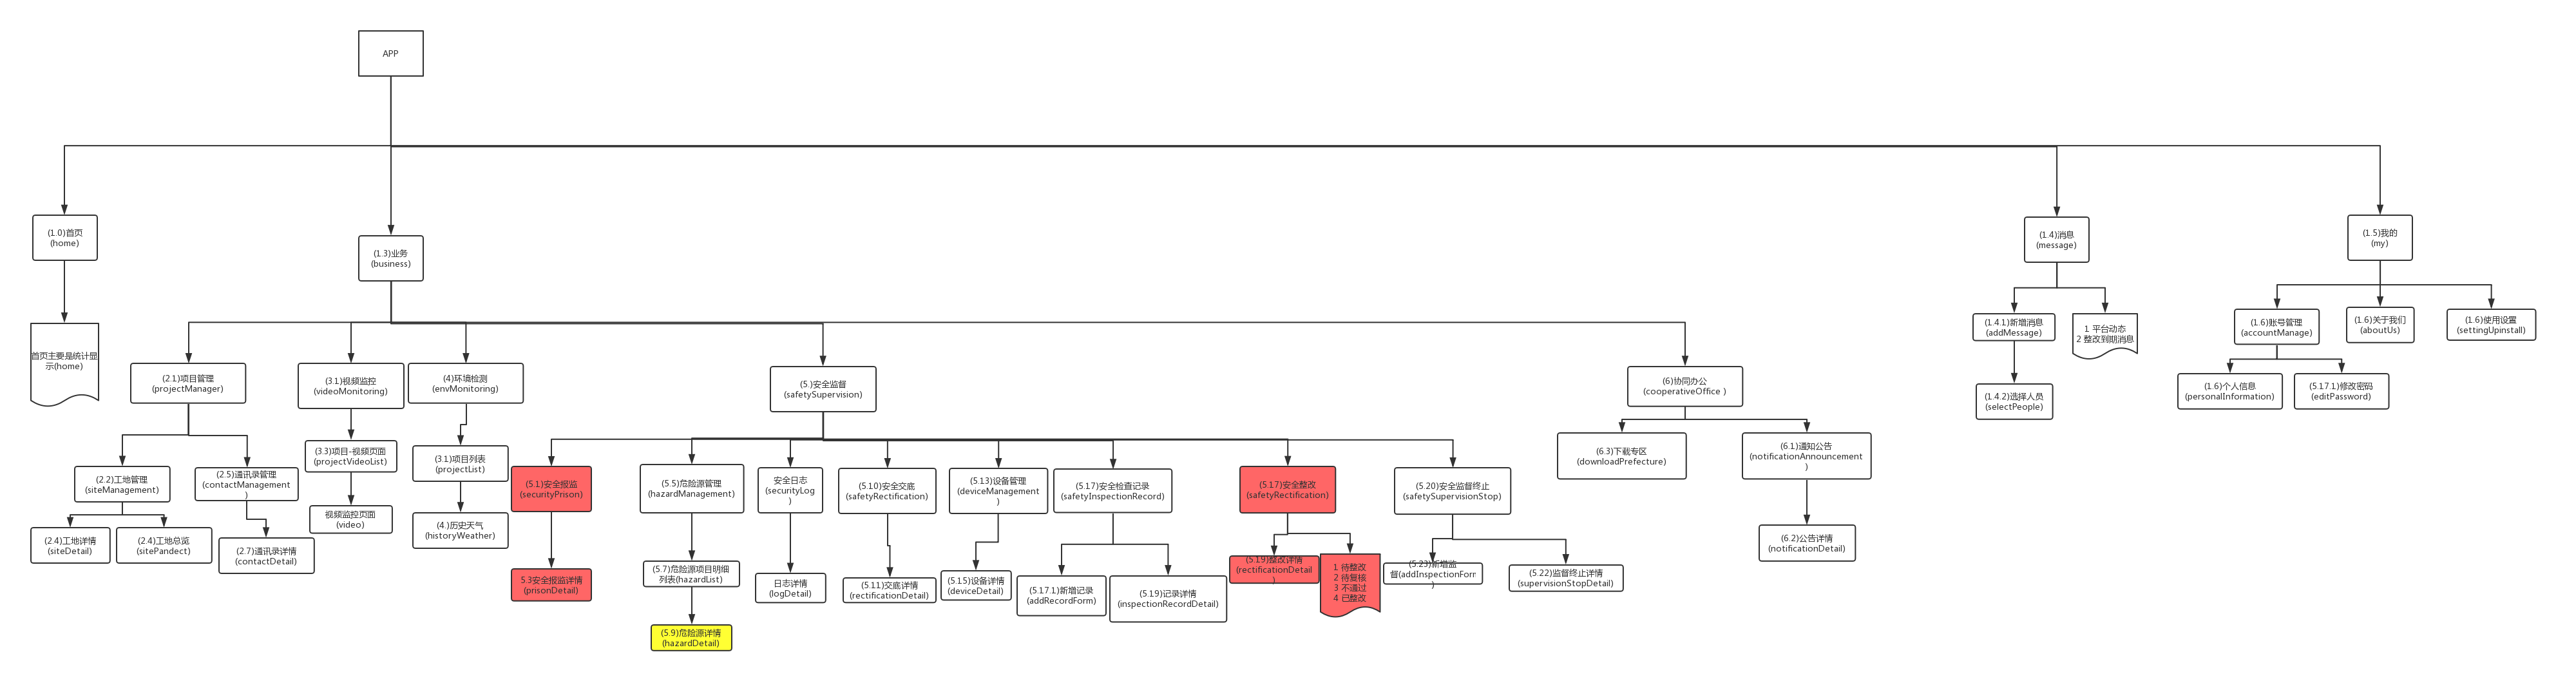 APP
(1.0)首页
(home)
(1.3)业务
(business)
(1.4)消息
(message)
(1.5)我的
(my)
首页主要是统计显
示(home)
(2.1)项目管理
(projectManager)
(3.1)视频监控
(videoMonitoring)
(4)环境检测
(envMonitoring)
(5.)安全监督
(safetySupervision)
(6)协同办公
(cooperativeOffice )
(1.4.1)新增消息
(addMessage)
1 平台动态
2 整改到期消息
(1.6)账号管理
(accountManage)
(1.6)关于我们
(aboutUs)
(1.6)使用设置
(settingUpinstall)
(1.4.2)选择人员
(selectPeople)
(1.6)个人信息
(personalInformation)
(5.17.1)修改密码
(editPassword)
(2.2)工地管理
(siteManagement)
(2.5)通讯录管理
(contactManagement
)
(3.3)项目-视频页面
(projectVideoList)
(3.1)项目列表
(projectList)
(5.1)安全报监
(securityPrison)
(5.5)危险源管理
(hazardManagement)
安全日志
(securityLog
)
(5.10)安全交底
(safetyRectification)
(5.13)设备管理
(deviceManagement
)
(5.17)安全检查记录
(safetyInspectionRecord)
(5.17)安全整改
(safetyRectification)
(5.20)安全监督终止
(safetySupervisionStop)
(6.3)下载专区
(downloadPrefecture)
(6.1)通知公告
(notificationAnnouncement
)
(2.4)工地详情
(siteDetail)
(2.4)工地总览
(sitePandect)
(2.7)通讯录详情
(contactDetail)
视频监控页面
(video)
(4.)历史天气
(historyWeather)
5.3安全报监详情
(prisonDetail)
(5.7)危险源项目明细
列表(hazardList)
日志详情
(logDetail)
(5.11)交底详情
(rectificationDetail)
(5.15)设备详情
(deviceDetail)
(5.17.1)新增记录
(addRecordForm)
(5.19)记录详情
(inspectionRecordDetail)
(5.19)整改详情
(rectificationDetail
)
1 待整改
2 待复核
3 不通过
4 已整改
(5.23)新增监
督(addInspectionForm
)
(5.22)监督终止详情
(supervisionStopDetail)
(6.2)公告详情
(notificationDetail)
(5.9)危险源详情
(hazardDetail)